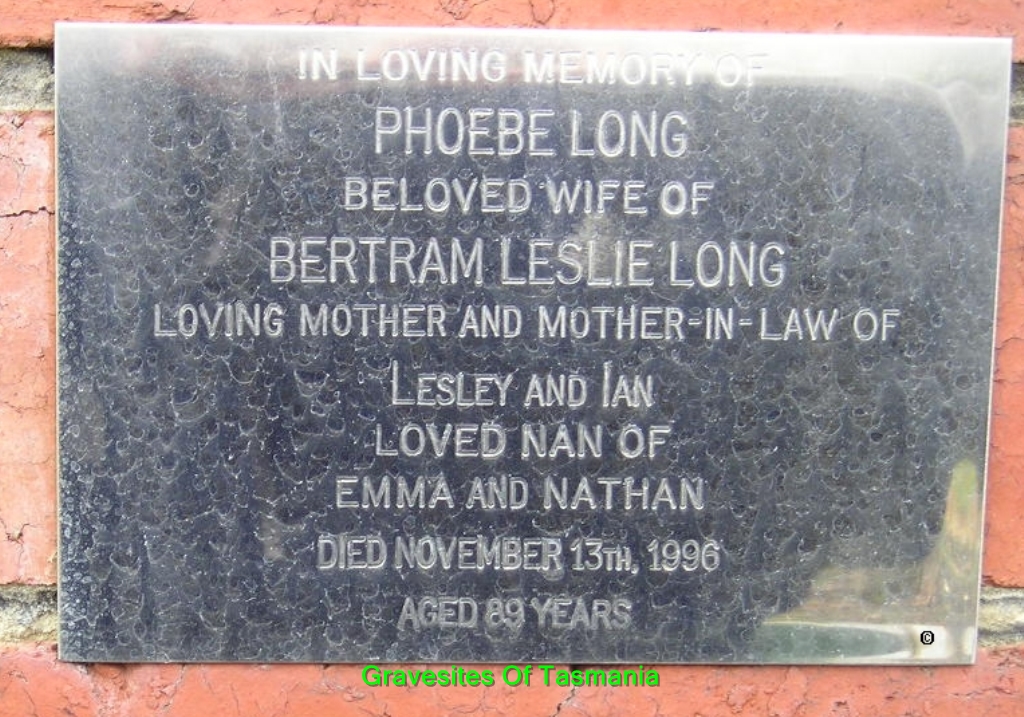 IN LOVING MEMORY OF
PHOEBE LONG
BELOVED WIFE OF
BERTRAM LESLIE LONG
LOVING MOTHER AND MOTHER-IN-LAW OF
LESLEY AND IAN
LOVED NAN OF
EMMA AND NATHAN
DIED NOVEMBER 13TH, 1996
AGED 89 YEARS
©
Gravesites Of Tasmania